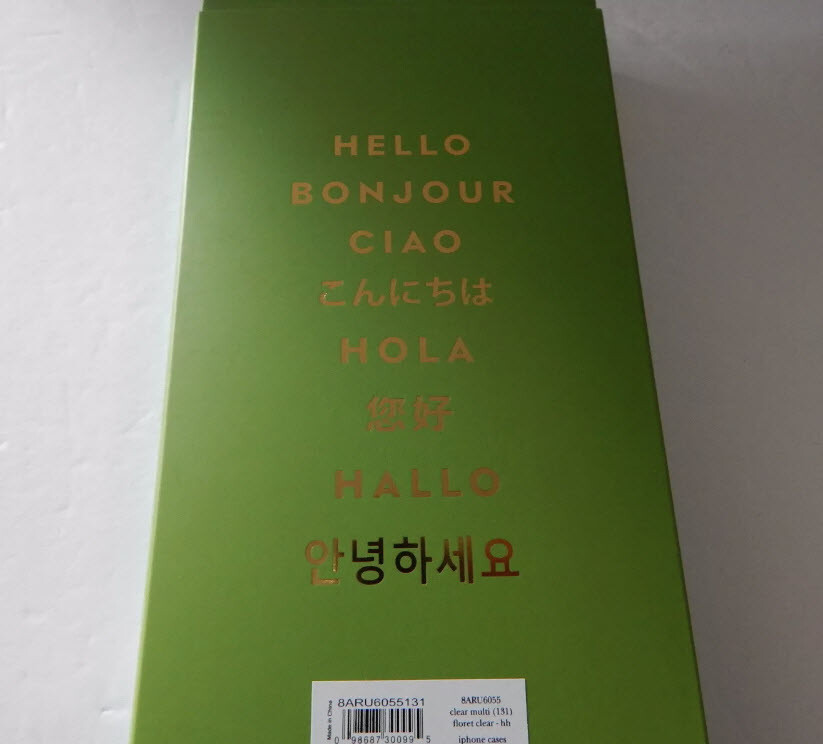 HELLO
BONJOUR
CIAO
こんにちは
HOLA
您好
HALLO
안녕하세요
Made in China
8ARU6055131
0 98687 30099 5
8ARU6055
clear multi (131)
floret clear - hh
iphone cases